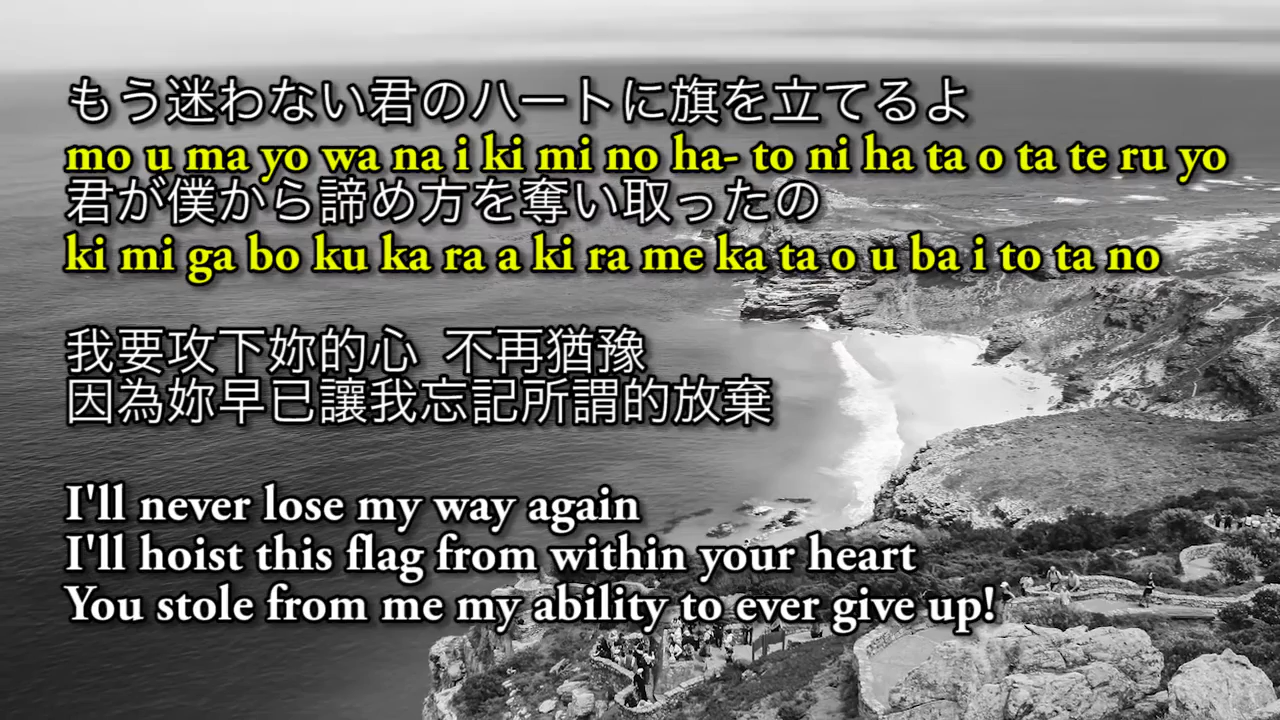 もう迷わない君のハートに旗を立てるよ
mo u ma yo wa na i ki mi no ha- to ni ha ta o ta te ru yo
君が僕から諦め方を奪い取ったの
ki mi ga bo ku ka ra a ki ra me ka ta o u ba i to ta no
我要攻下妳的心 不再猶豫
因為妳早已讓我忘記所謂的放棄
I'll never lose my way again
I'll hoist this flag from within your heart
You stole from me my ability to ever give up!